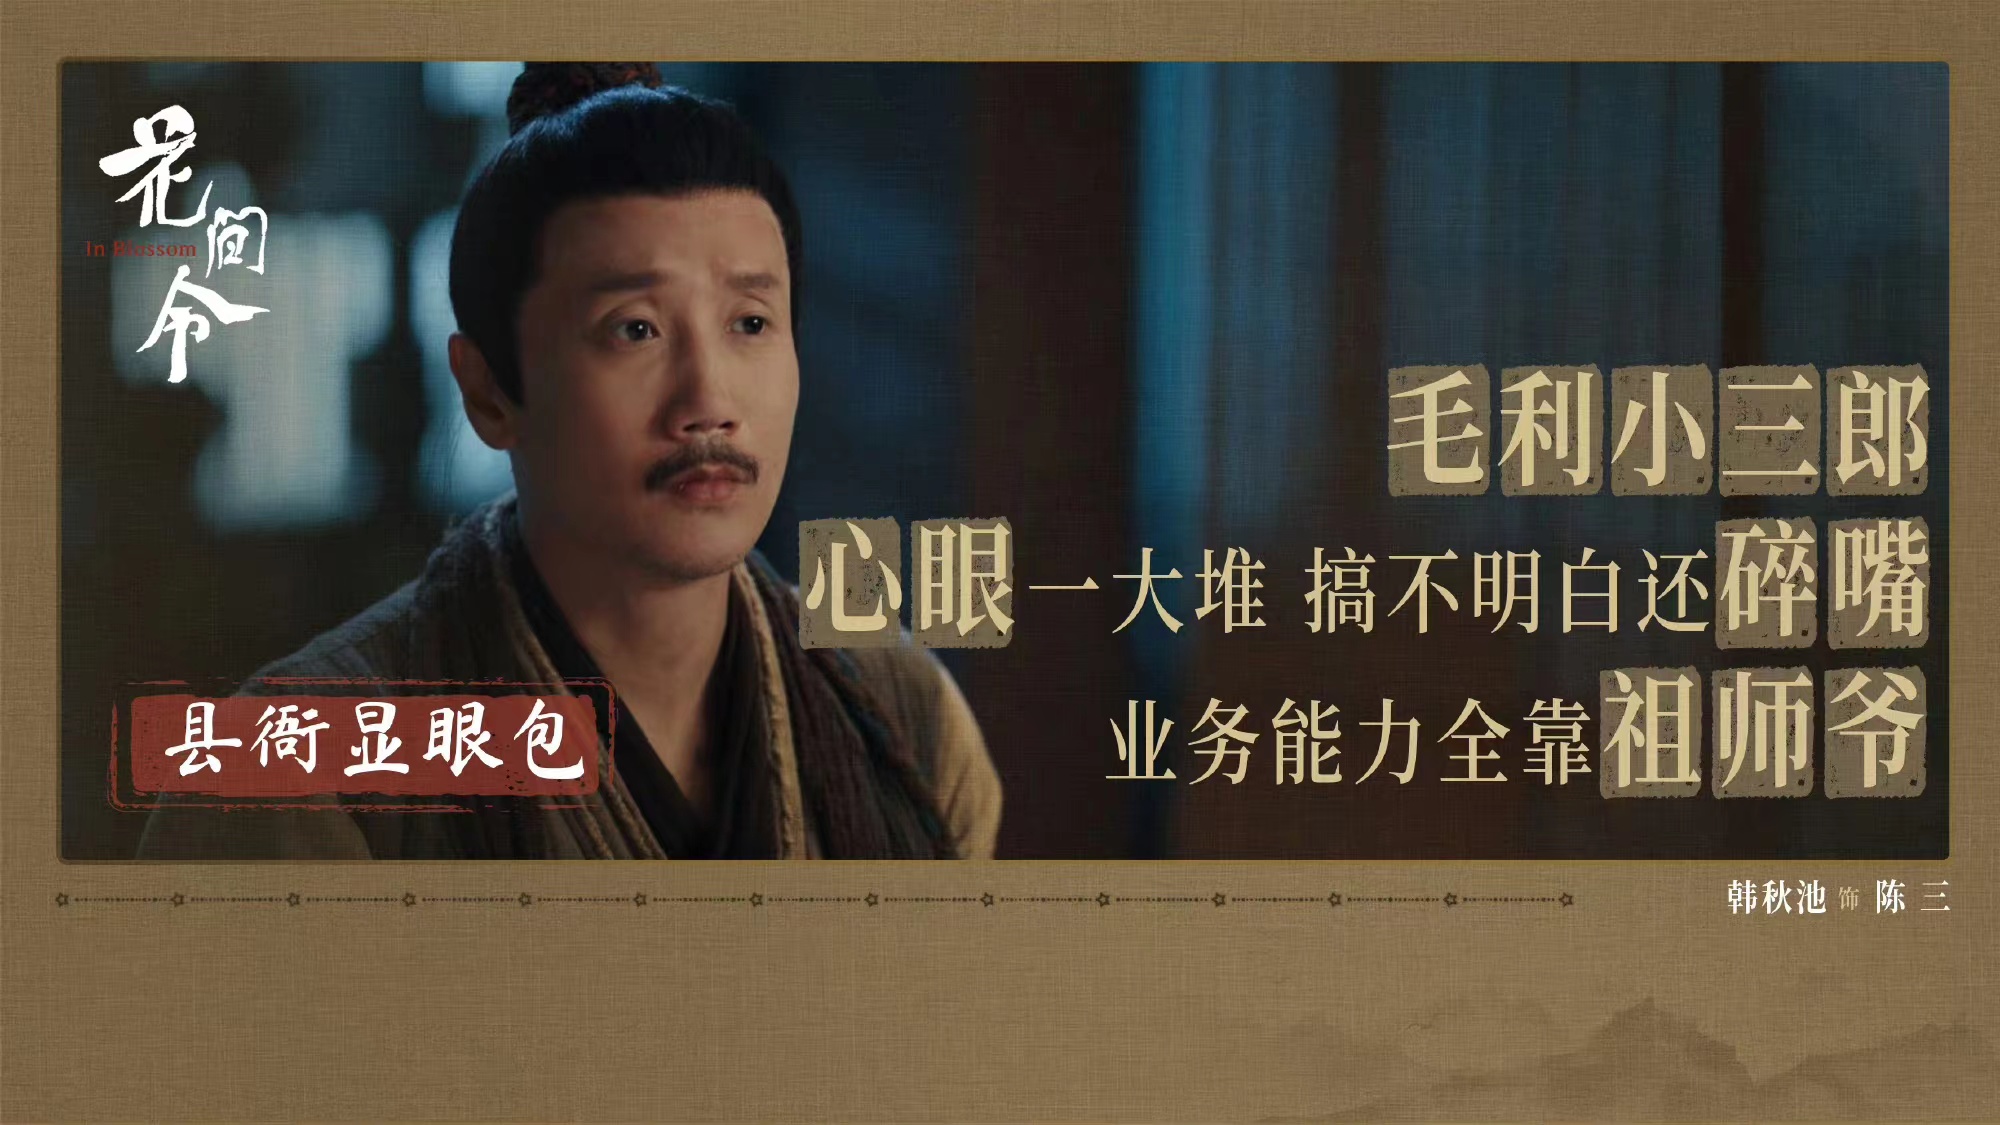 花间令
In Blossom
毛利小三郎
心眼一大堆 搞不明白还碎嘴
业务能力全靠祖师爷
县衙显眼包
韩秋池 饰 陈三